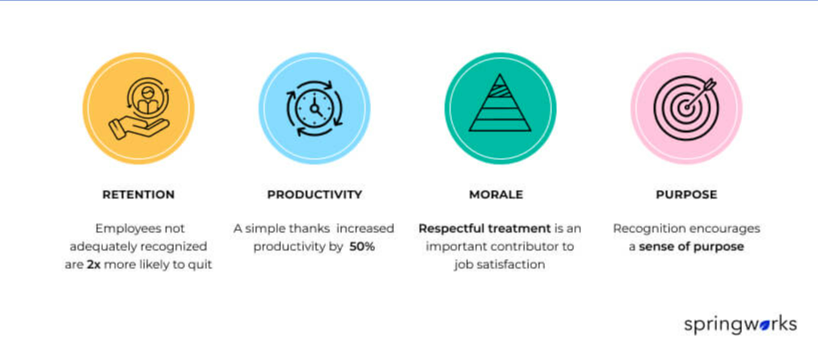 RETENTION
Employees not
adequately recognized
are 2x more likely to quit
PRODUCTIVITY
A simple thanks increased
productivity by 50%
MORALE
Respectful treatment is an
important contributor to
job satisfaction
PURPOSE
Recognition encourages
a sense of purpose
springworks